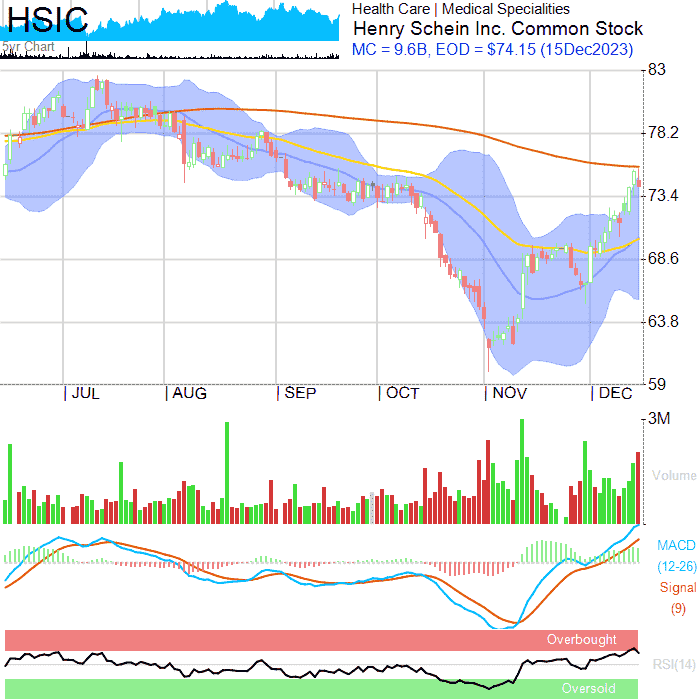 HSIC
5yr Chart
Health Care | Medical Specialities
Henry Schein Inc. Common Stock
MC = 9.6B, EOD = $74.15 (15Dec2023)
83
78.2
73.4
68.6
63.8
59
| JUL | AUG | SEP | OCT | NOV | DEC
3M
Volume
MACD
(12-26)
Signal
(9)
Overbought
RSI(14)
Oversold